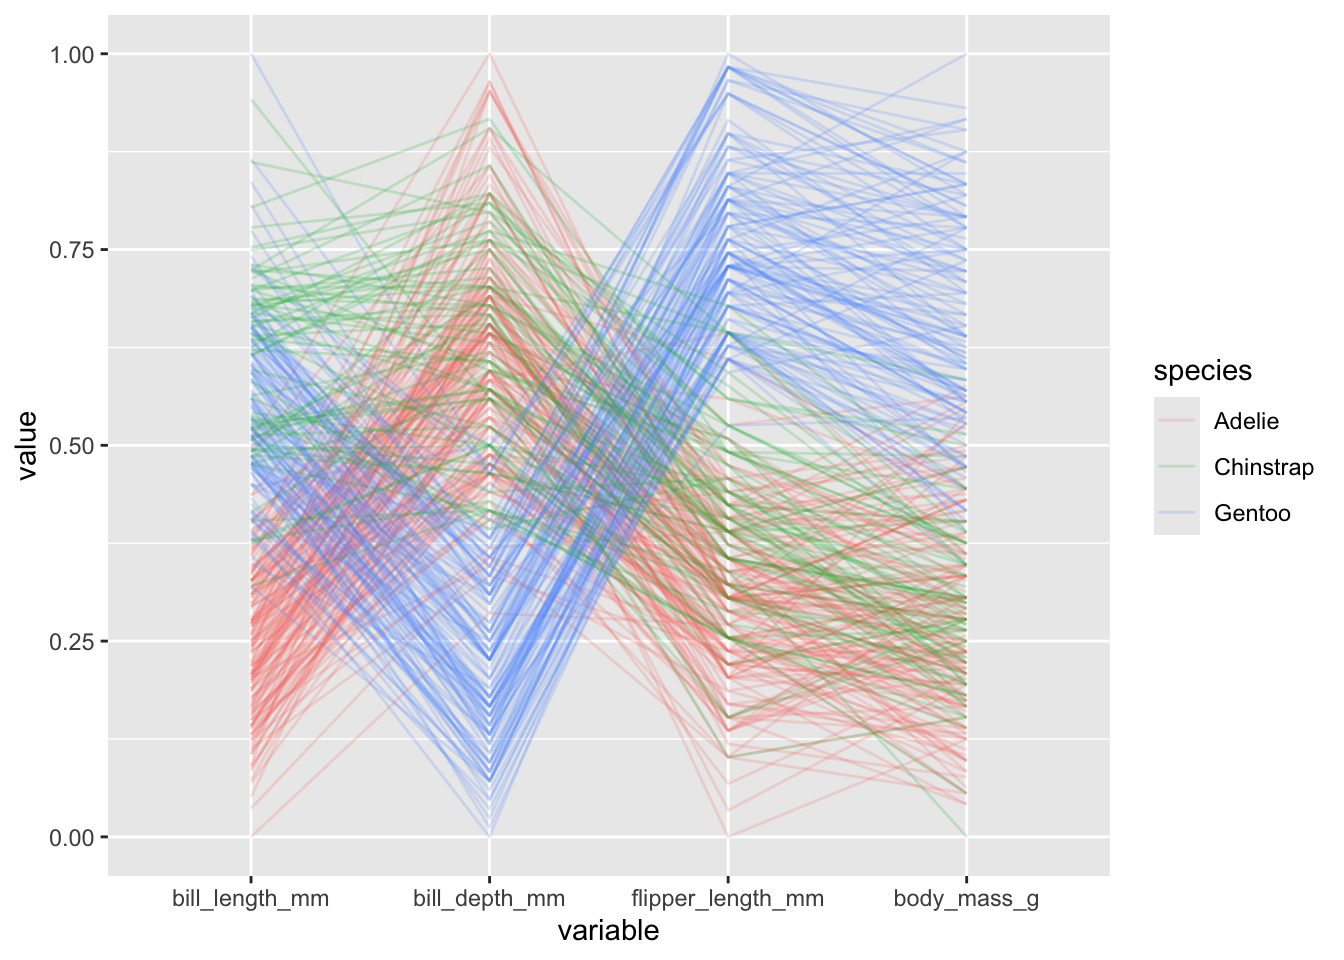 1.00
0.75
0.50
0.25
0.00
value
bill_length_mm
bill_depth_mm
flipper_length_mm
body_mass_g
variable
species
Adelie
Chinstrap
Gentoo